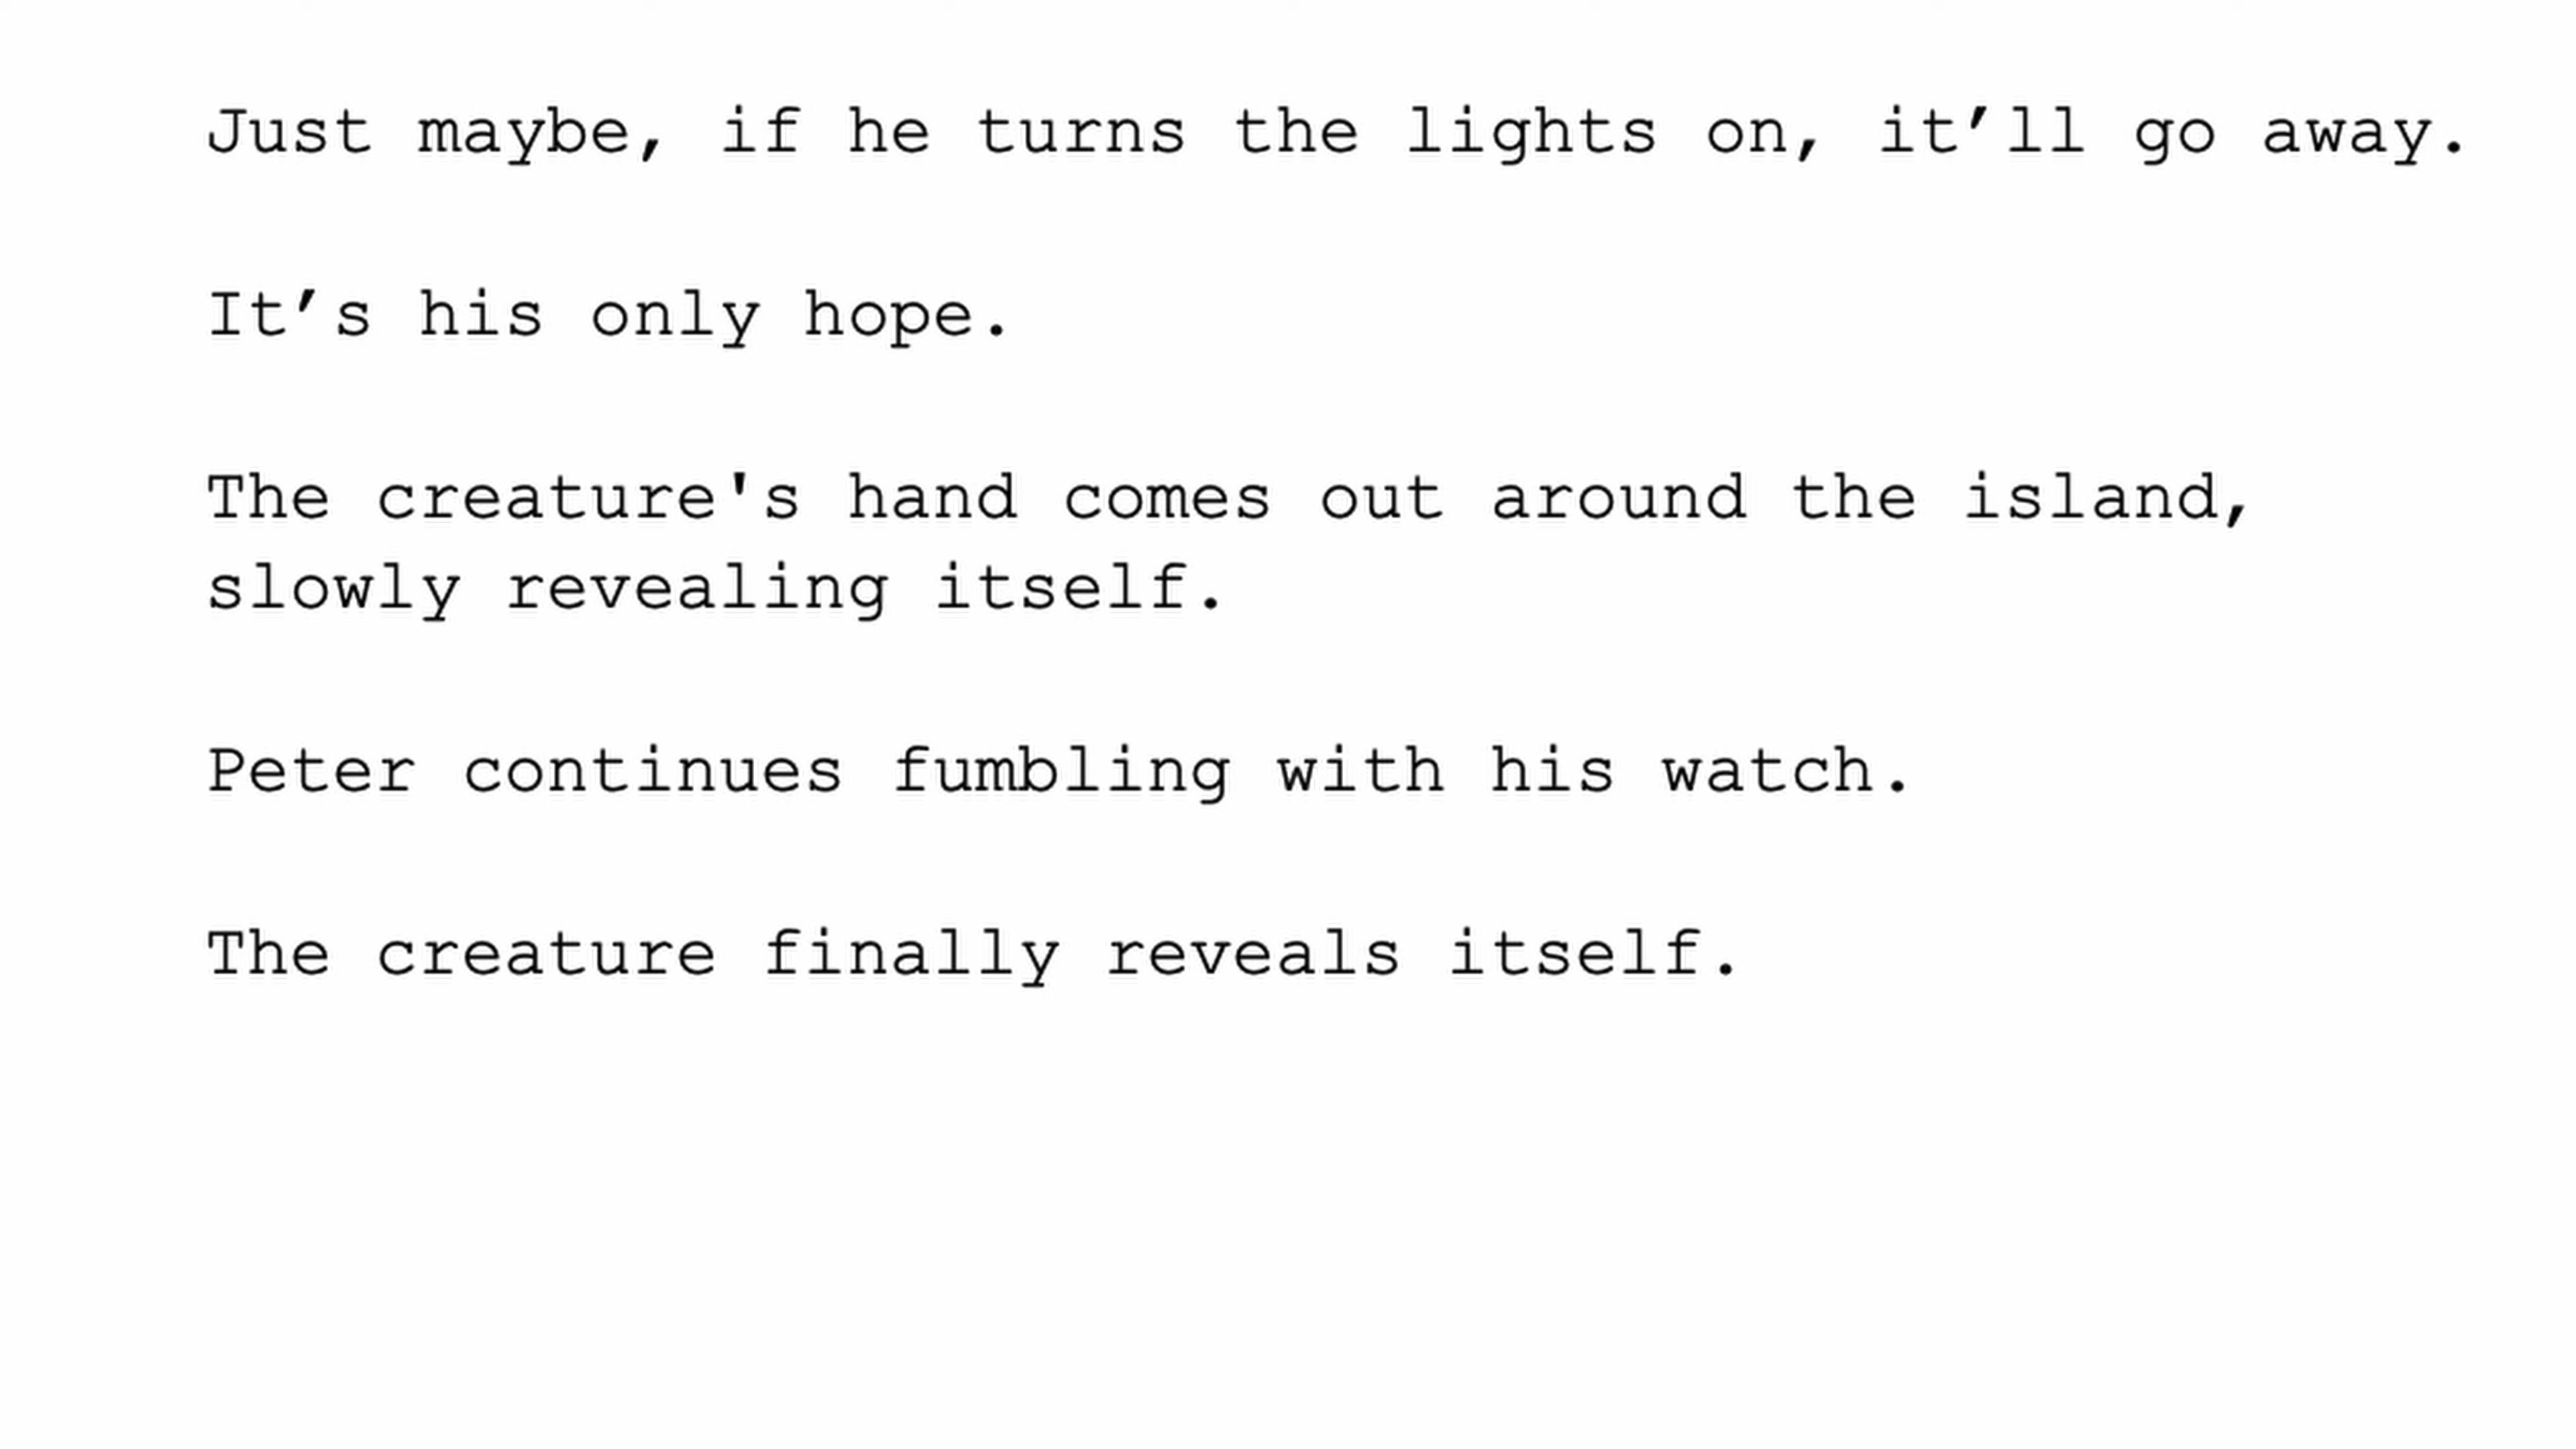 Just maybe, if he turns the lights on, it’ll go away.
It’s his only hope.
The creature's hand comes out around the island,
slowly revealing itself.
Peter continues fumbling with his watch.
The creature finally reveals itself.